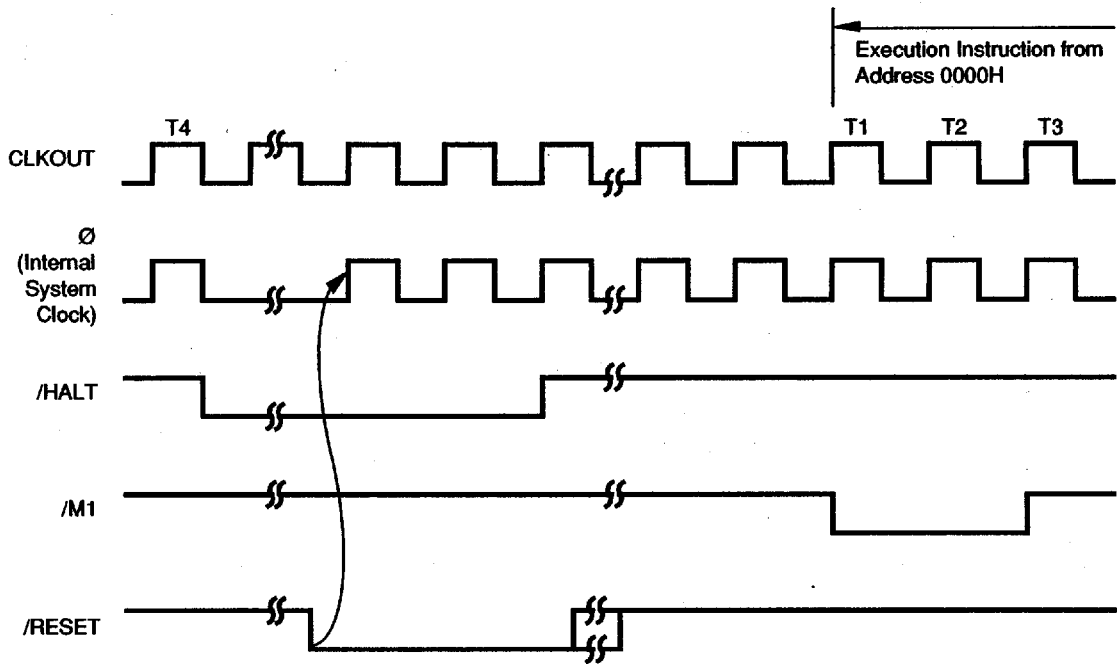 Execution Instruction from
Address 0000H
T4
T1
T2
T3
CLKOUT
Ø
(Internal
System
Clock)
/HALT
/M1
/RESET